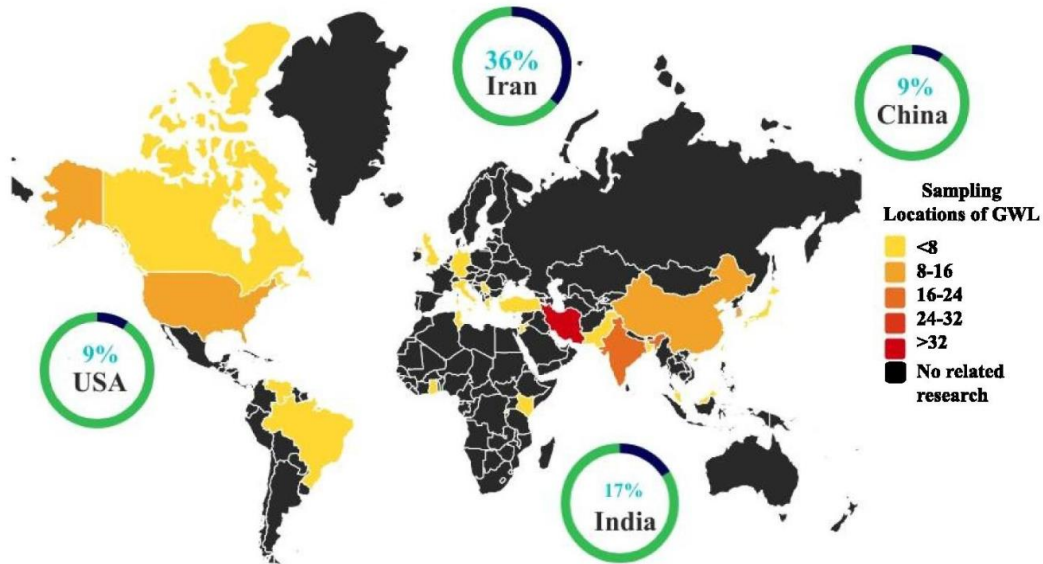 36%
Iran
9%
China
Sampling
Locations of GWL
<8
8-16
16-24
24-32
>32
No related
research
9%
USA
17%
India